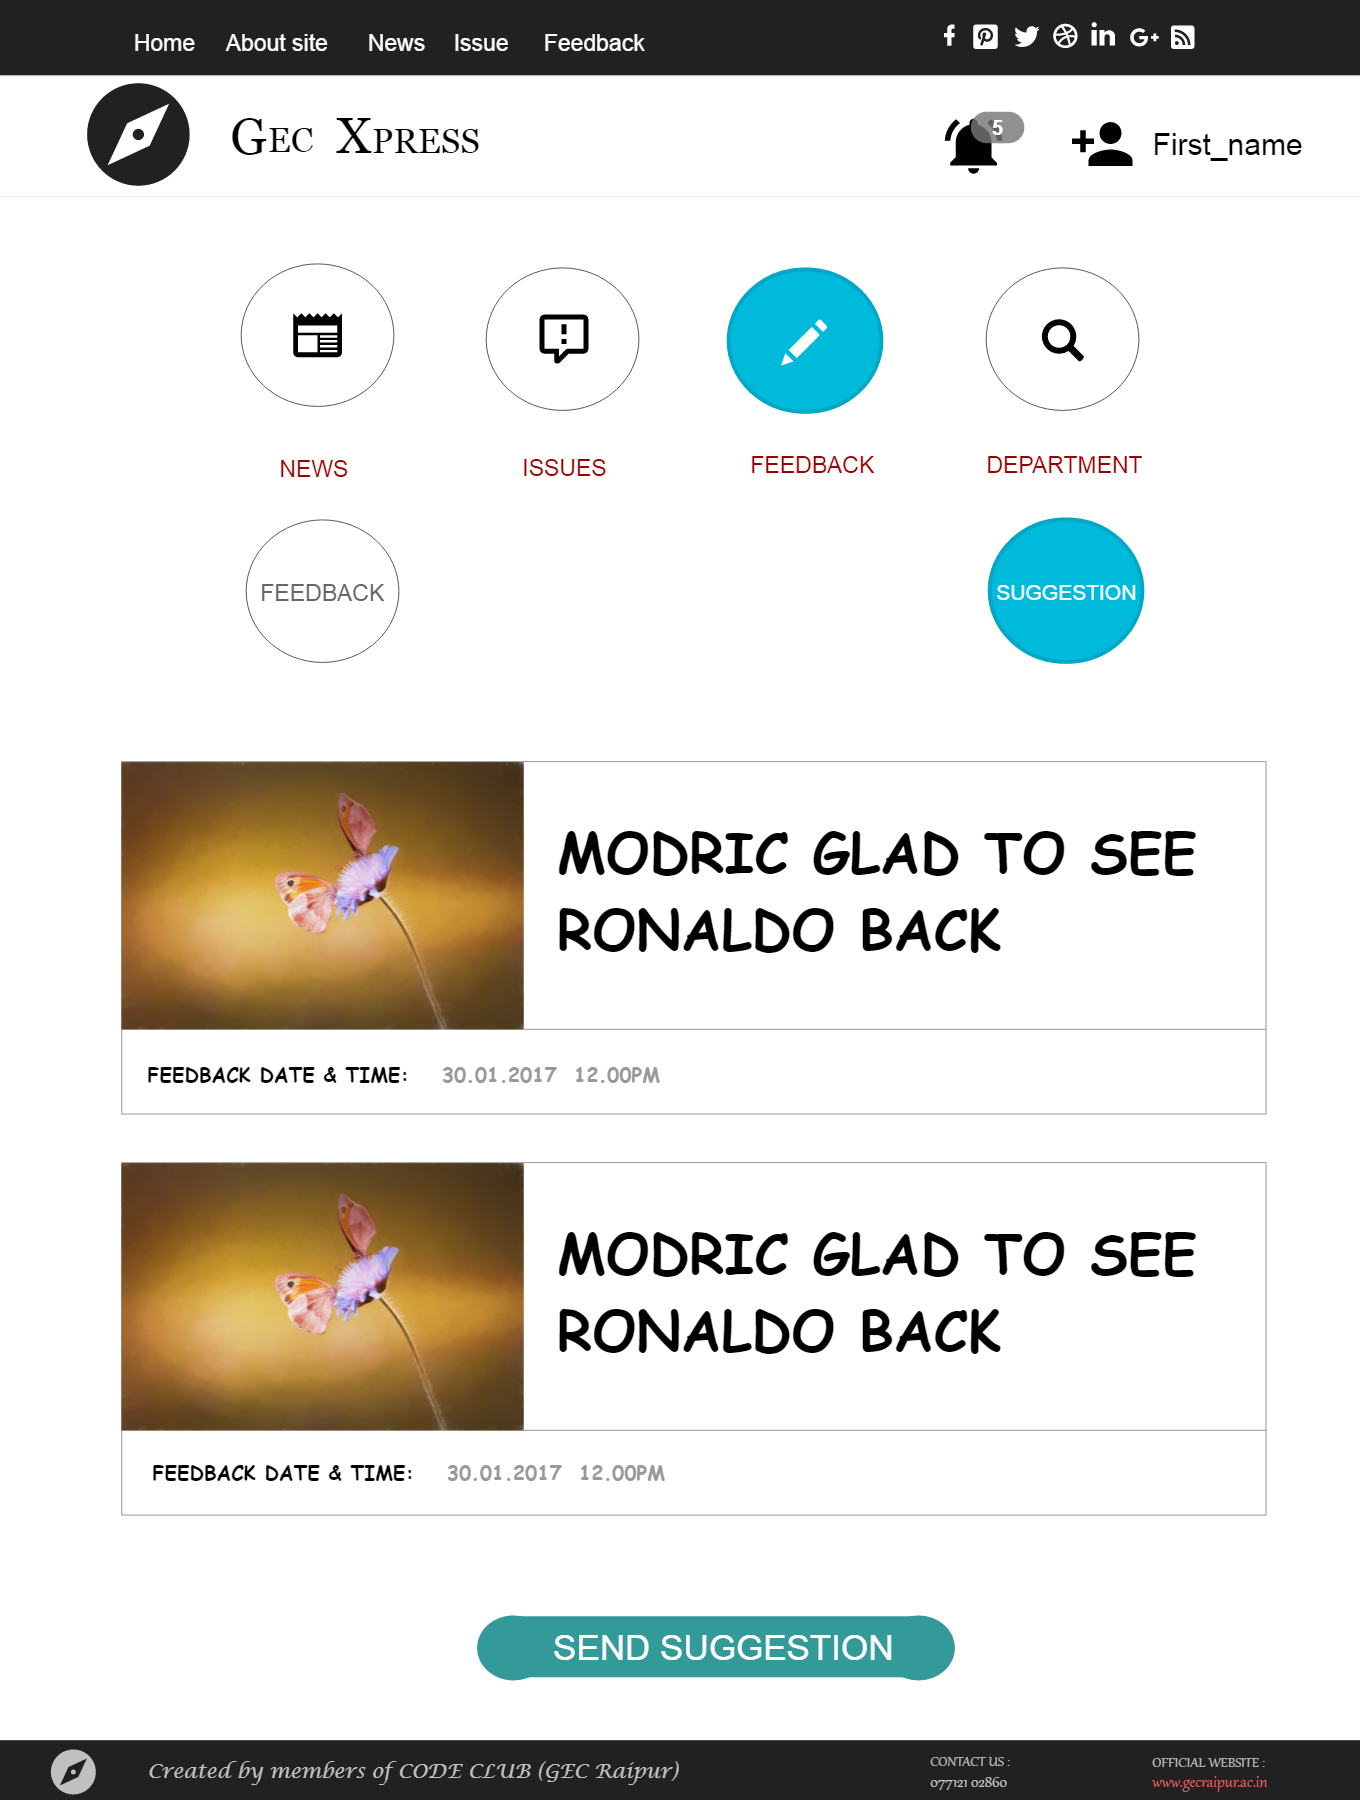 Home About site News Issue Feedback
Gec Xpress
5
First_name
NEWS
ISSUES
FEEDBACK
DEPARTMENT
FEEDBACK
SUGGESTION
MODRIC GLAD TO SEE
RONALDO BACK
FEEDBACK DATE & TIME: 30.01.2017 12.00PM
MODRIC GLAD TO SEE
RONALDO BACK
FEEDBACK DATE & TIME: 30.01.2017 12.00PM
SEND SUGGESTION
Created by members of CODE CLUB (GEC Raipur)
CONTACT US :
077121 02860
OFFICIAL WEBSITE :
www.gecraipur.ac.in